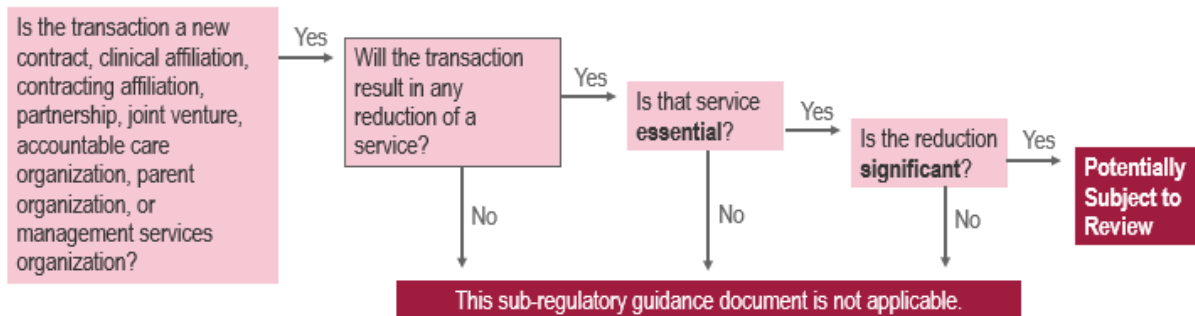 Is the transaction a new
contract, clinical affiliation,
contracting affiliation,
partnership, joint venture,
accountable care
organization, parent
organization, or
management services
organization?
Yes
Will the transaction
result in any
reduction of a
service?
Yes
Is that service
essential?
Yes
Is the reduction
significant?
Yes
Potentially
Subject to
Review
No
No
No
This sub-regulatory guidance document is not applicable.